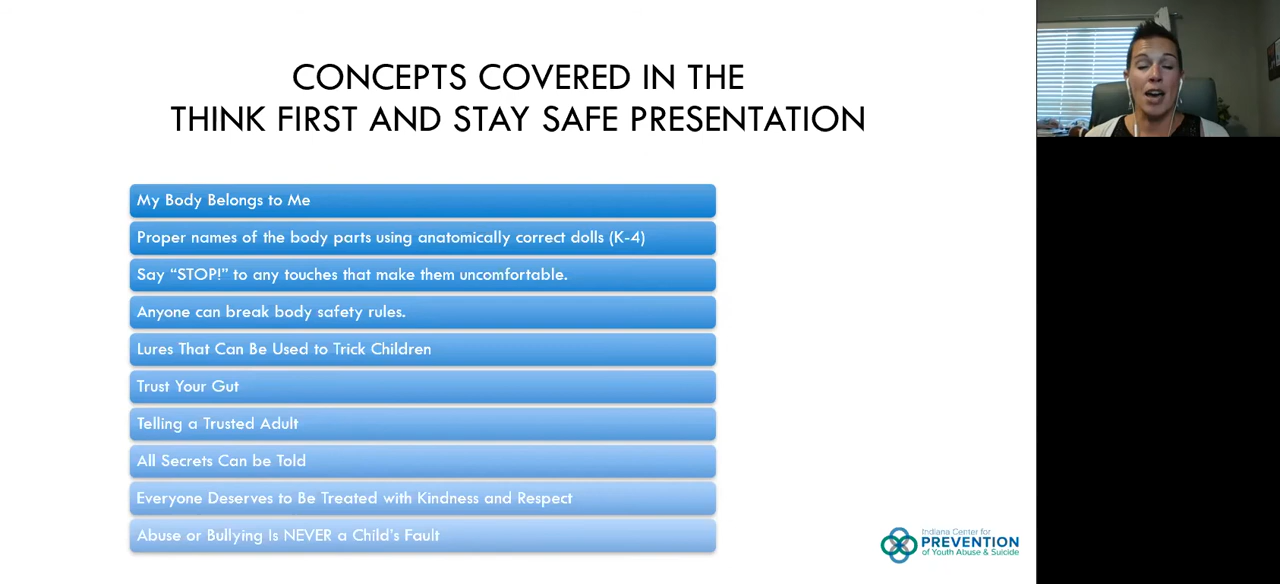 CONCEPTS COVERED IN THE
THINK FIRST AND STAY SAFE PRESENTATION
My Body Belongs to Me
Proper names of the body parts using anatomically correct dolls (K-4)
Say “STOP!” to any touches that make them uncomfortable.
Anyone can break body safety rules.
Lures That Can Be Used to Trick Children
Trust Your Gut
Telling a Trusted Adult
All Secrets Can be Told
Everyone Deserves to Be Treated with Kindness and Respect
Abuse or Bullying Is NEVER a Child’s Fault
Indiana Center for
PREVENTION
of Youth Abuse & Suicide